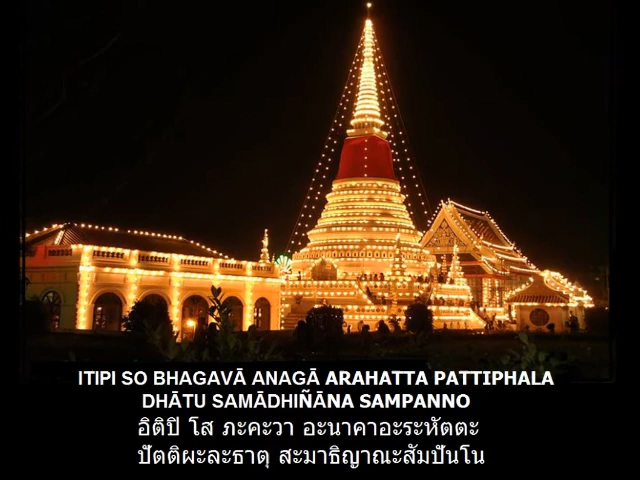 ITIPI SO BHAGAVĀ ANAGĀ ARAHATTA PATTIPHALA
DHĀTU SAMĀDHIÑĀNA SAMPANNO
อิติปิ โส ภะคะวา อะนาคาอะระหัตตะ
ปัตติผะละธาตุ สะมาธิญาณะสัมปันโน